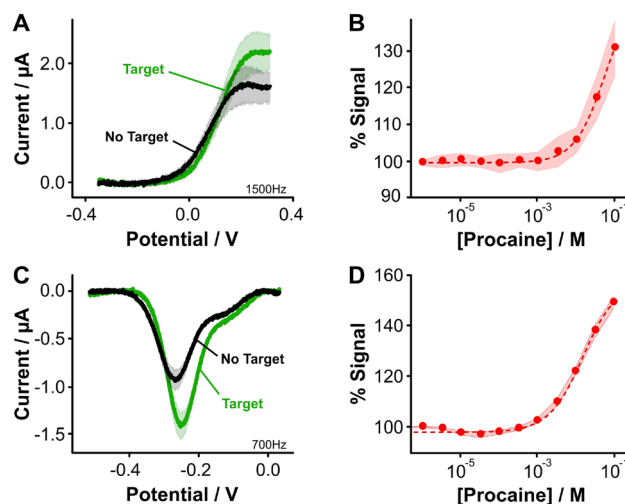 A
Current / µA
2.0
1.0
0.0
-0.4
0.0
0.4
Target
No Target
1500Hz
Potential / V
B
% Signal
130
120
110
100
90
10⁻⁵
10⁻³
10⁻¹
[Procaine] / M
C
Current / µA
0.0
-0.5
-1.0
-1.5
-0.4
-0.2
0.0
No Target
Target
700Hz
Potential / V
D
% Signal
160
140
120
100
10⁻⁵
10⁻³
10⁻¹
[Procaine] / M